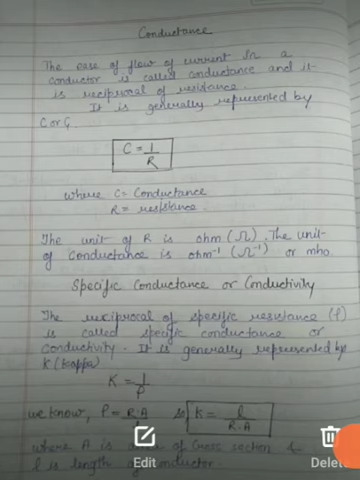 Conductance
The ease of flow of current in a
conductor is called conductance and it
is reciprocal of resistance.
It is generally represented by
C or G
C = 1/R
where C = Conductance
R = resistance.
The unit of R is ohm (Ω). The unit
of conductance is ohm⁻¹ (Ω⁻¹) or mho
Specific Conductance or Conductivity
The reciprocal of specific resistance (ρ)
is called specific conductance or
conductivity. It is generally represented by
K (kappa)
K = 1/ρ
we know, ρ = R·A/l so K = l/R·A
where A is area of cross section &
l is length of conductor.
Edit
Delete